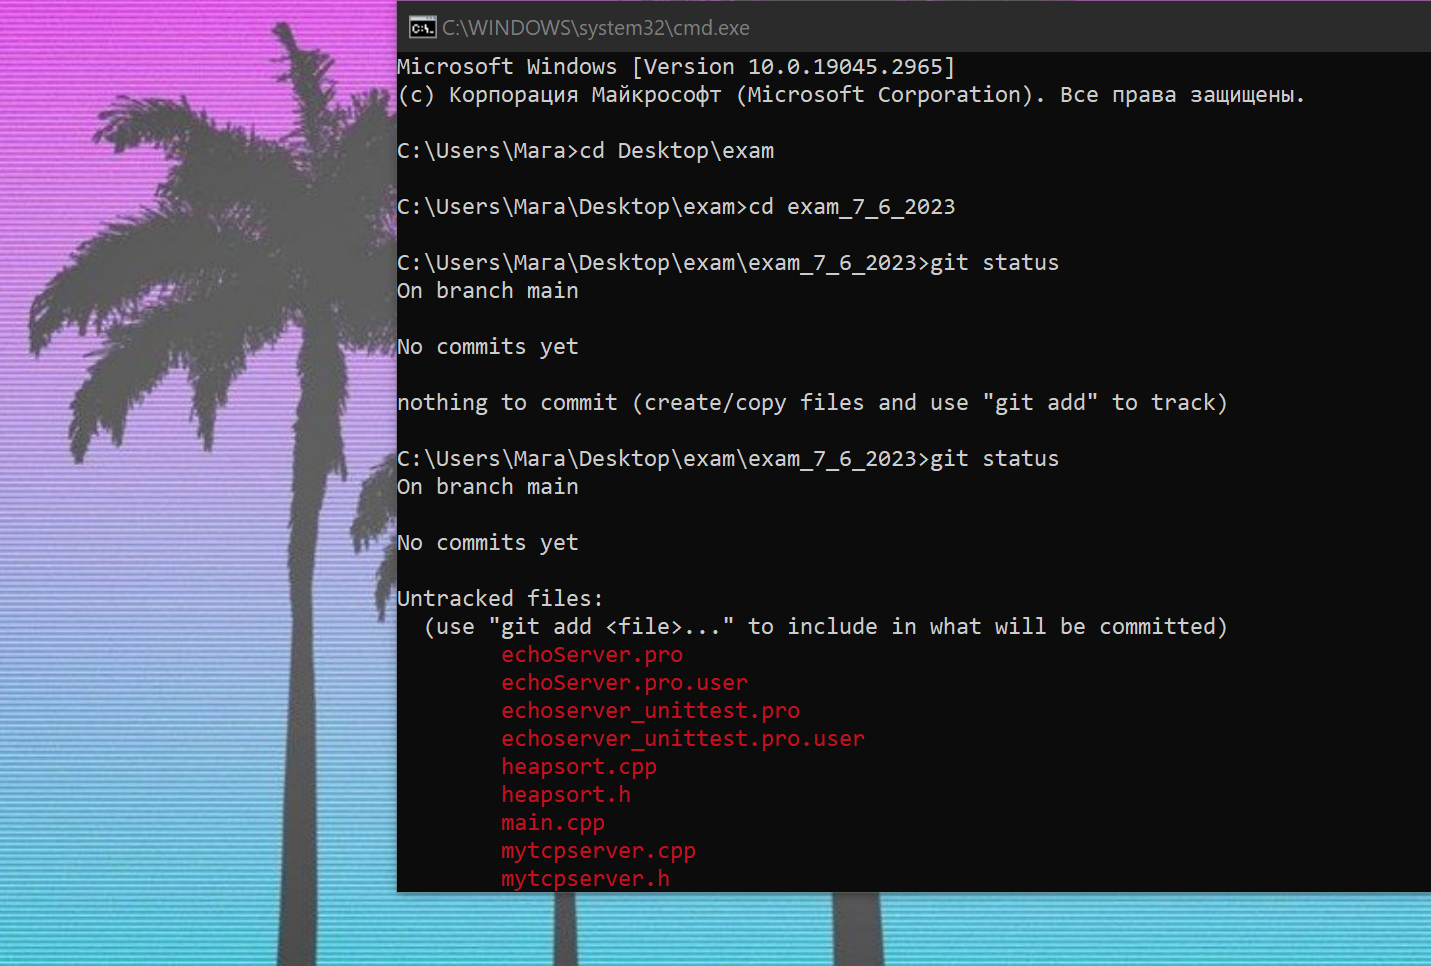 C:\WINDOWS\system32\cmd.exe
Microsoft Windows [Version 10.0.19045.2965]
(c) Корпорация Майкрософт (Microsoft Corporation). Все права защищены.
C:\Users\Мага>cd Desktop\exam
C:\Users\Мага\Desktop\exam>cd exam_7_6_2023
C:\Users\Мага\Desktop\exam\exam_7_6_2023>git status
On branch main
No commits yet
nothing to commit (create/copy files and use "git add" to track)
C:\Users\Мага\Desktop\exam\exam_7_6_2023>git status
On branch main
No commits yet
Untracked files:
(use "git add <file>..." to include in what will be committed)
echoServer.pro
echoServer.pro.user
echoserver_unittest.pro
echoserver_unittest.pro.user
heapsort.cpp
heapsort.h
main.cpp
mytcpserver.cpp
mytcpserver.h